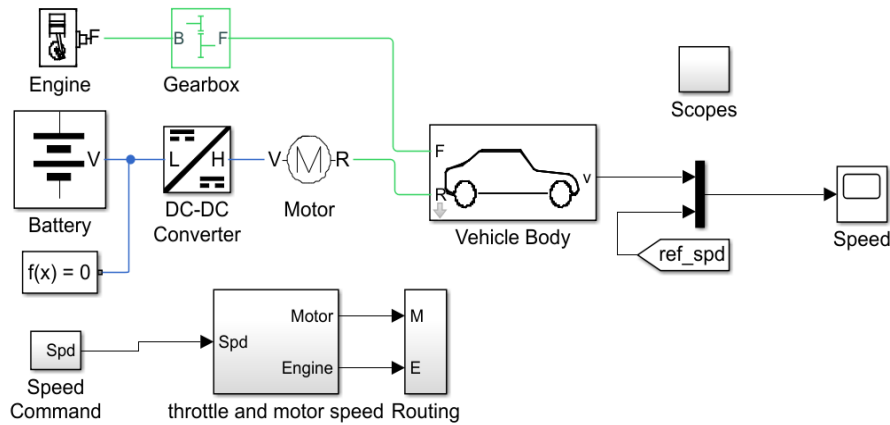 F
Engine
B
F
Gearbox
Scopes
V
Battery
L
H
DC-DC
Converter
V
M
R
Motor
F
R
v
Vehicle Body
ref_spd
Speed
f(x) = 0
Spd
Speed
Command
Spd
Motor
Engine
throttle and motor speed
M
E
Routing